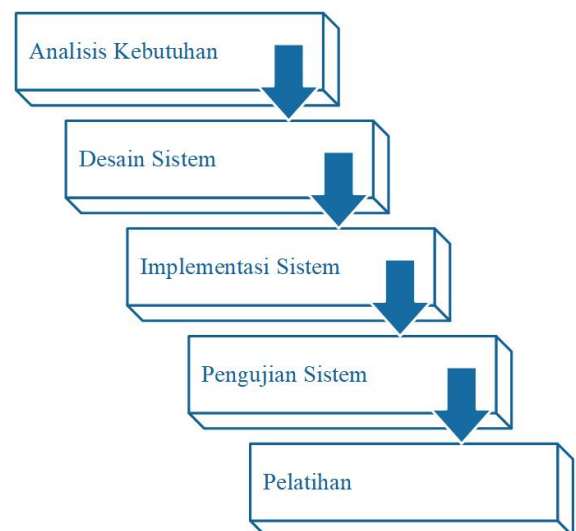 Analisis Kebutuhan
Desain Sistem
Implementasi Sistem
Pengujian Sistem
Pelatihan